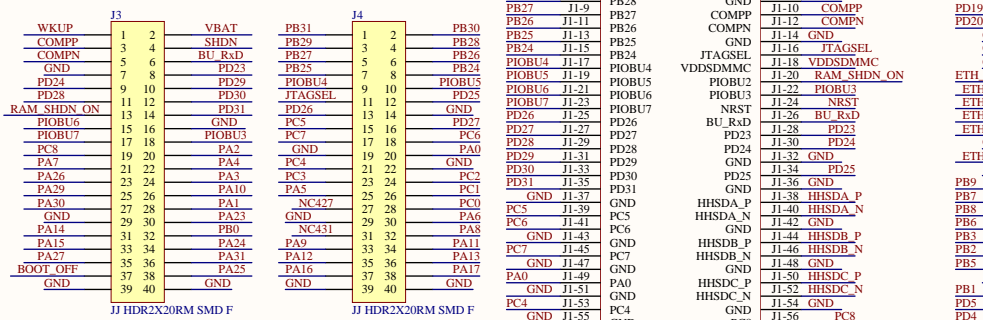 J3
WKUP 1 2 VBAT
COMPP 3 4 SHDN
COMPN 5 6 BU_RxD
GND 7 8 PD23
PD24 9 10 PD29
PD28 11 12 PD30
RAM_SHDN_ON 13 14 PD31
PIOBU6 15 16 GND
PIOBU7 17 18 PIOBU3
PC8 19 20 PA2
PA7 21 22 PA4
PA26 23 24 PA3
PA29 25 26 PA10
PA30 27 28 PA1
GND 29 30 PA23
PA14 31 32 PB0
PA15 33 34 PA24
PA27 35 36 PA31
BOOT_OFF 37 38 PA25
GND 39 40 GND
JJ HDR2X20RM SMD F
J4
PB31 1 2 PB30
PB29 3 4 PB28
PB27 5 6 PB26
PB25 7 8 PB24
PIOBU4 9 10 PIOBU5
JTAGSEL 11 12 PD25
PD26 13 14 GND
PC5 15 16 PD27
PC7 17 18 PC6
GND 19 20 PA0
PC4 21 22 GND
PC3 23 24 PC2
PA5 25 26 PC1
NC427 27 28 PC0
GND 29 30 PA6
NC431 31 32 PA8
PA9 33 34 PA11
PA12 35 36 PA13
PA16 37 38 PA17
GND 39 40 GND
JJ HDR2X20RM SMD F
PB28 GND
PB27 J1-9 PB27 COMPP J1-10 COMPP PD19
PB26 J1-11 PB26 COMPN J1-12 COMPN PD20
PB25 J1-13 PB25 GND J1-14 GND
PB24 J1-15 PB24 JTAGSEL J1-16 JTAGSEL
PIOBU4 J1-17 PIOBU4 VDDSDMMC J1-18 VDDSDMMC
PIOBU5 J1-19 PIOBU5 PIOBU2 J1-20 RAM_SHDN_ON ETH_
PIOBU6 J1-21 PIOBU6 PIOBU3 J1-22 PIOBU3 ETH
PIOBU7 J1-23 PIOBU7 NRST J1-24 NRST ETH
PD26 J1-25 PD26 BU_RxD J1-26 BU_RxD ETH
PD27 J1-27 PD27 PD23 J1-28 PD23 ETH
PD28 J1-29 PD28 PD24 J1-30 PD24
PD29 J1-31 PD29 GND J1-32 GND ETH
PD30 J1-33 PD30 PD25 J1-34 PD25
PD31 J1-35 PD31 GND J1-36 GND PB9
GND J1-37 GND HHSDA_P J1-38 HHSDA_P PB7
PC5 J1-39 PC5 HHSDA_N J1-40 HHSDA_N PB8
PC6 J1-41 PC6 GND J1-42 GND PB6
GND J1-43 GND HHSDB_P J1-44 HHSDB_P PB3
PC7 J1-45 PC7 HHSDB_N J1-46 HHSDB_N PB2
GND J1-47 GND GND J1-48 GND PB5
PA0 J1-49 PA0 HHSDC_P J1-50 HHSDC_P
GND J1-51 GND HHSDC_N J1-52 HHSDC_N PB1
PC4 J1-53 PC4 GND J1-54 GND PD5
GND J1-55 J1-56 PC8 PD4